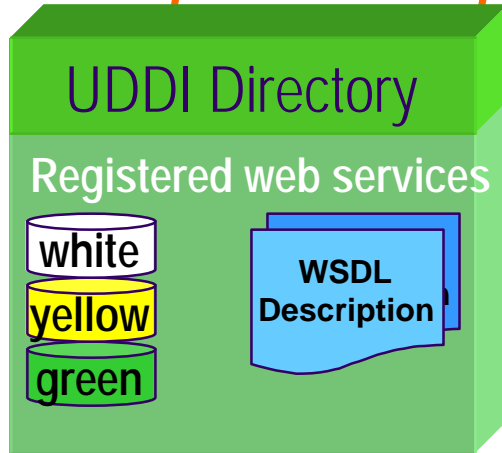 UDDI Directory
Registered web services
white
yellow
green
WSDL
Description